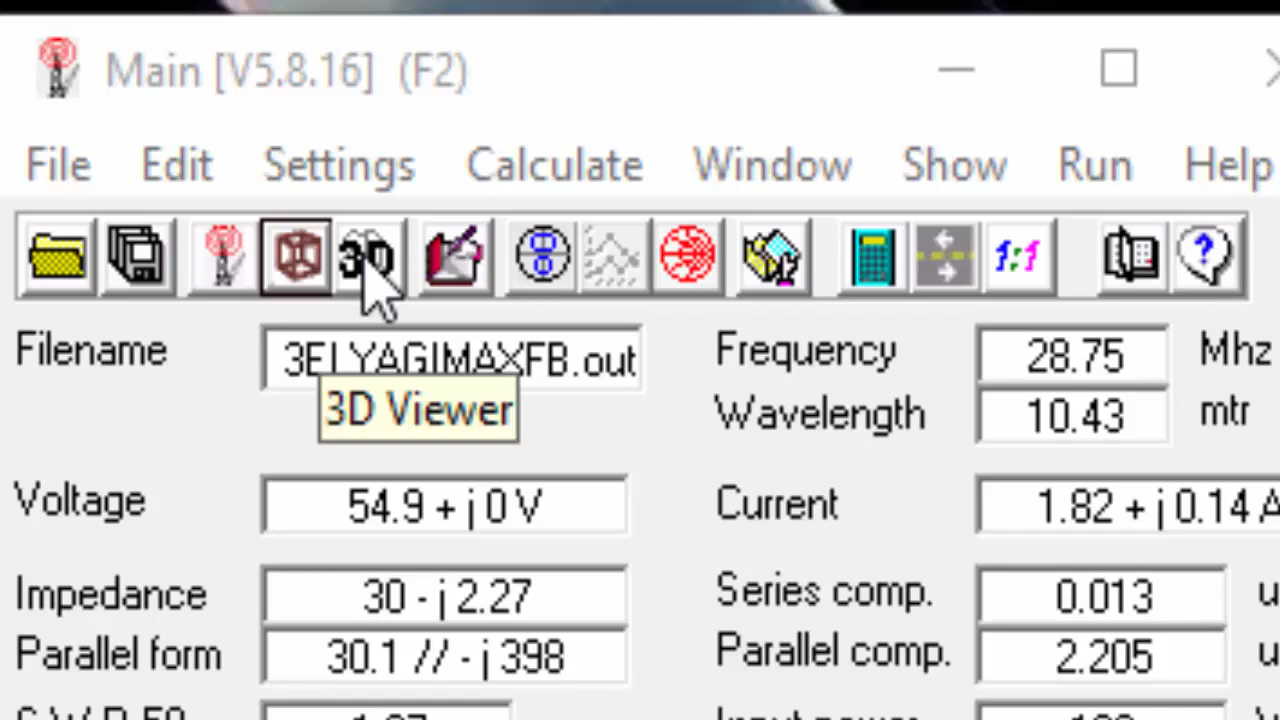 Main [V5.8.16] (F2)
File Edit Settings Calculate Window Show Run Help
3D 1:1 ?
Filename 3ELYAGIMAXFB.out Frequency 28.75 Mhz
3D Viewer
Wavelength 10.43 mtr
Voltage 54.9 + j 0 V Current 1.82 + j 0.14 A
Impedance 30 - j 2.27 Series comp. 0.013 u
Parallel form 30.1 // - j 398 Parallel comp. 2.205 u